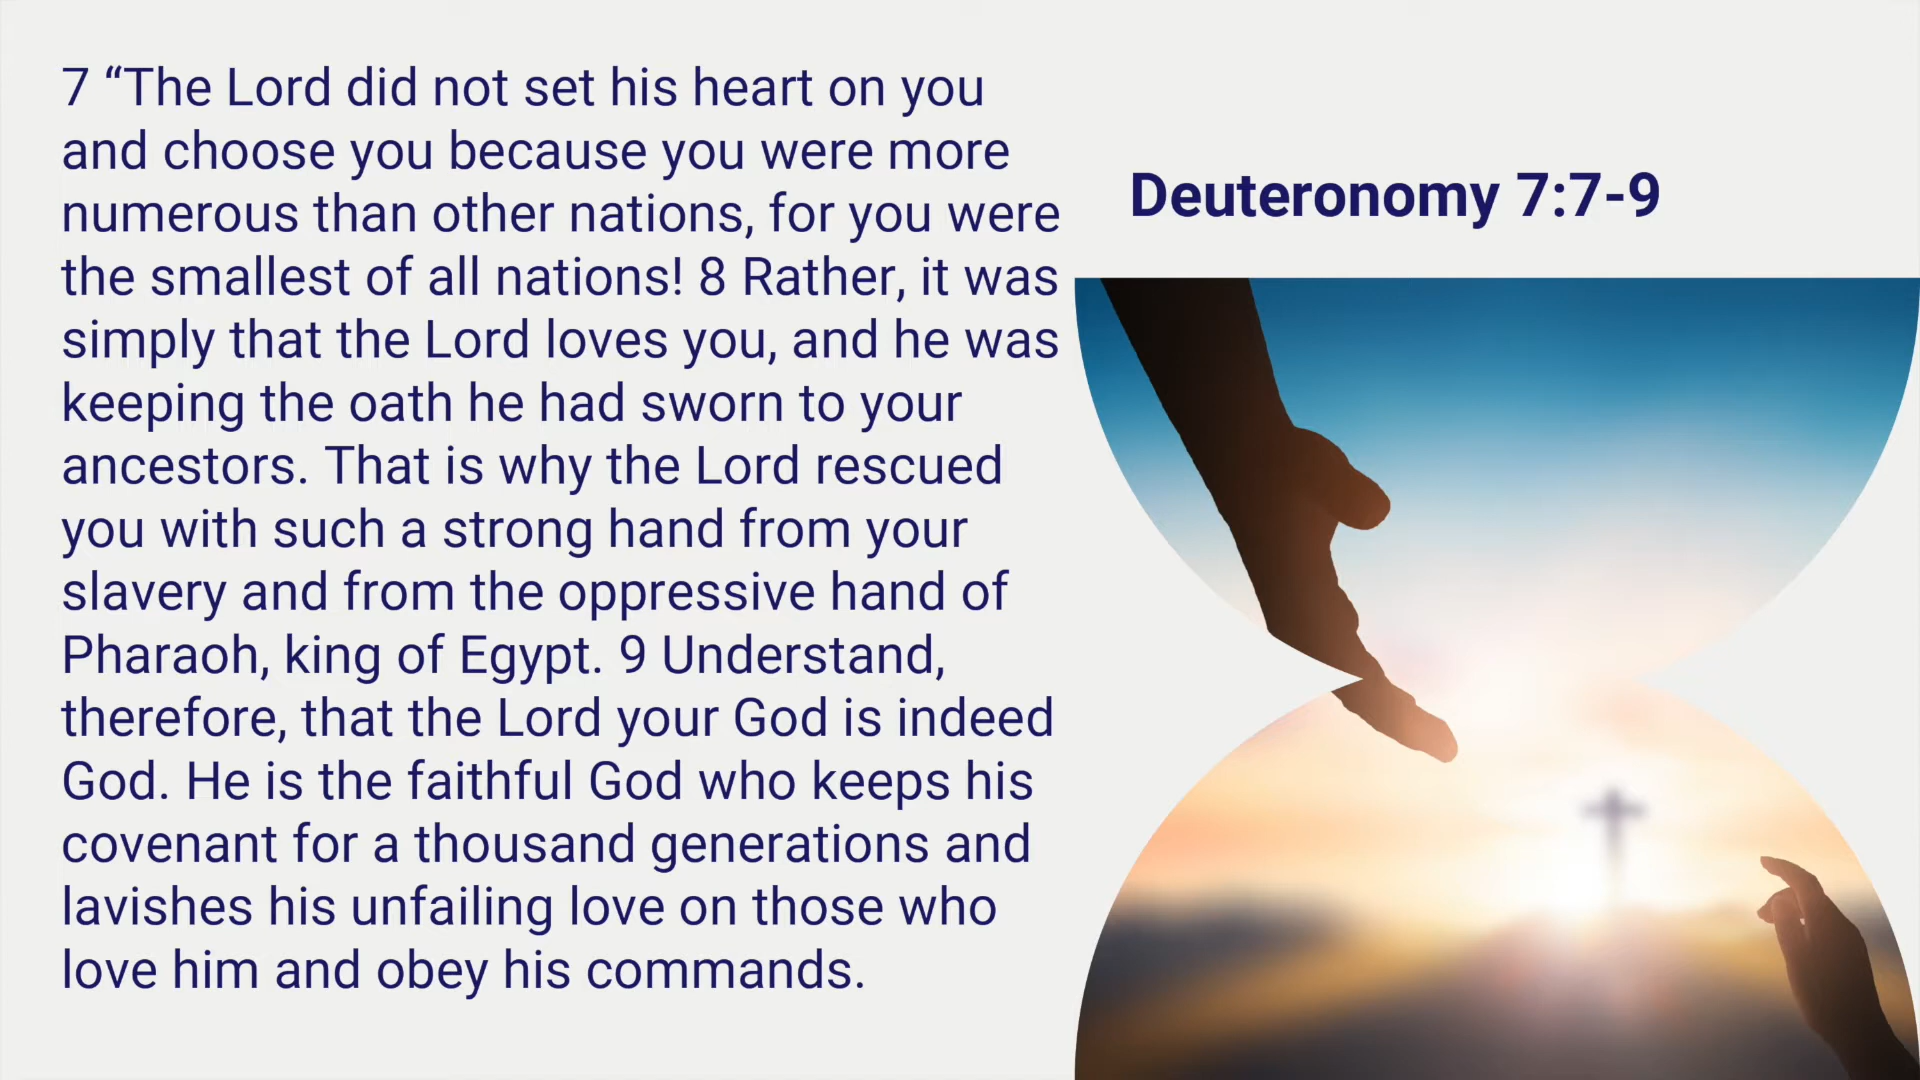 7 “The Lord did not set his heart on you
and choose you because you were more
numerous than other nations, for you were
the smallest of all nations! 8 Rather, it was
simply that the Lord loves you, and he was
keeping the oath he had sworn to your
ancestors. That is why the Lord rescued
you with such a strong hand from your
slavery and from the oppressive hand of
Pharaoh, king of Egypt. 9 Understand,
therefore, that the Lord your God is indeed
God. He is the faithful God who keeps his
covenant for a thousand generations and
lavishes his unfailing love on those who
love him and obey his commands.
Deuteronomy 7:7-9